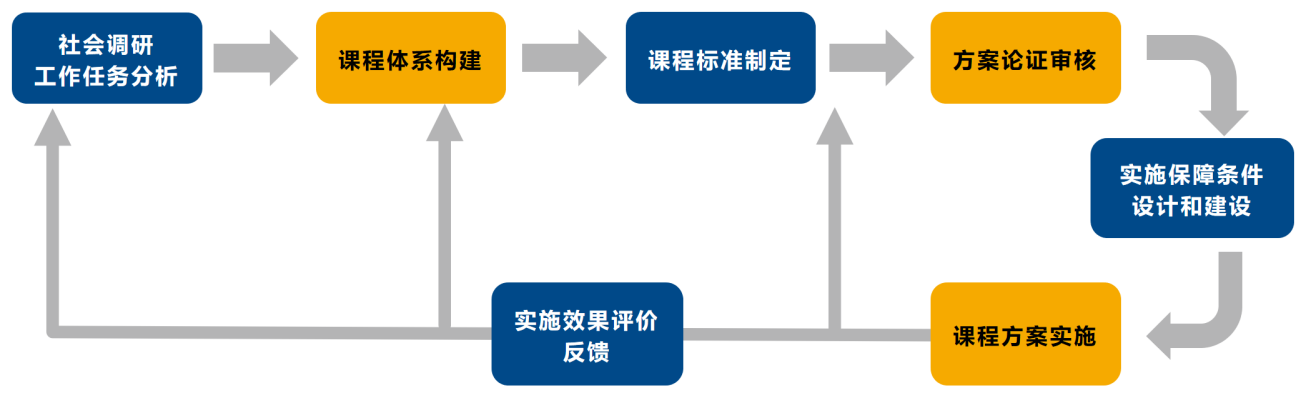 社会调研
工作任务分析
课程体系构建
课程标准制定
方案论证审核
实施保障条件
设计和建设
课程方案实施
实施效果评价
反馈